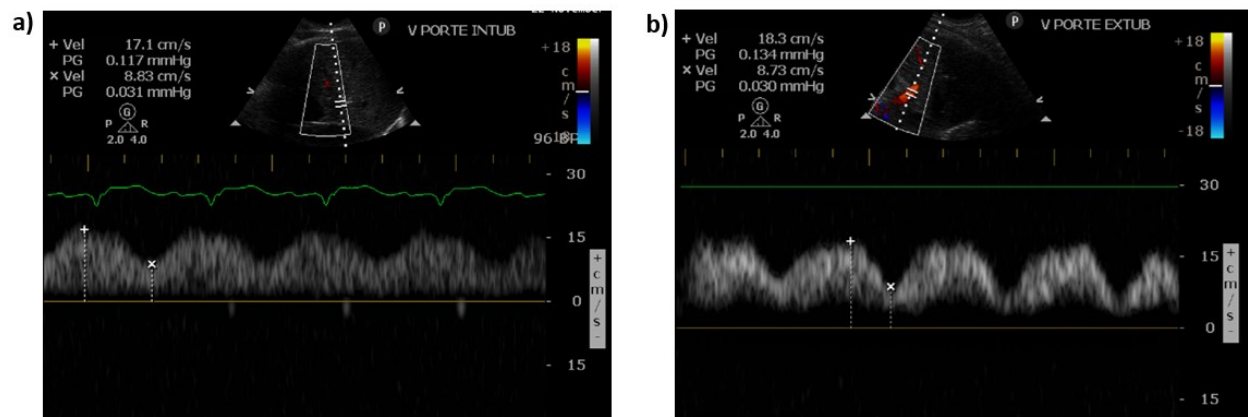 a)
22 November
P
V PORTE INTUB
+ Vel 17.1 cm/s
PG 0.117 mmHg
× Vel 8.83 cm/s
PG 0.031 mmHg
G
P R
2.0 4.0
+18
c
m
/
s
-18
96 BP
30
15
0
15
+
c
m
/
s
-
b)
P
V PORTE EXTUB
+ Vel 18.3 cm/s
PG 0.134 mmHg
× Vel 8.73 cm/s
PG 0.030 mmHg
G
P R
2.0 4.0
+18
c
m
/
s
-18
30
15
0
15
+
c
m
/
s
-